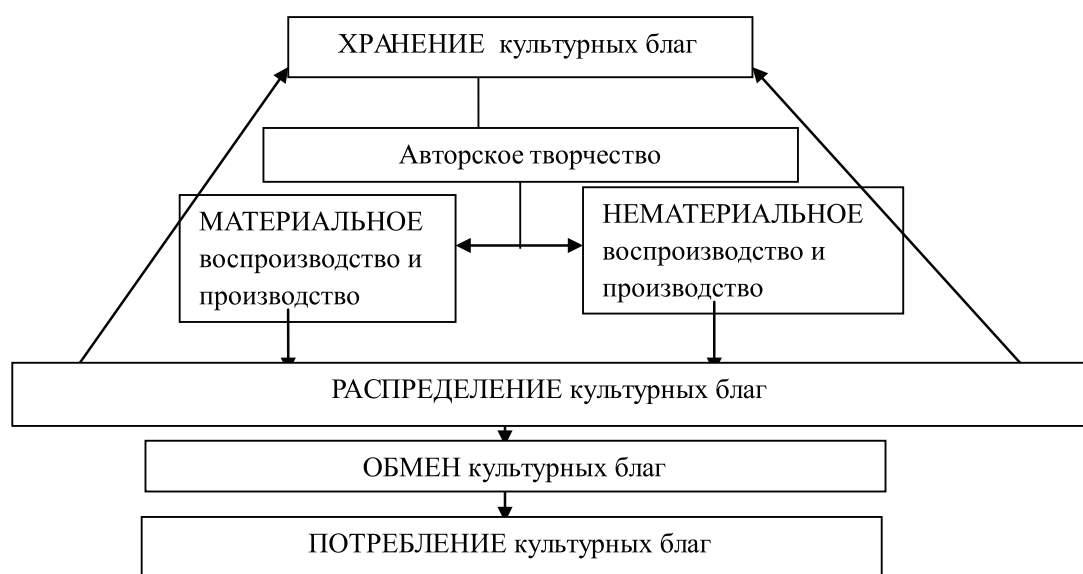 ХРАНЕНИЕ культурных благ
Авторское творчество
МАТЕРИАЛЬНОЕ
воспроизводство и
производство
НЕМАТЕРИАЛЬНОЕ
воспроизводство и
производство
РАСПРЕДЕЛЕНИЕ культурных благ
ОБМЕН культурных благ
ПОТРЕБЛЕНИЕ культурных благ